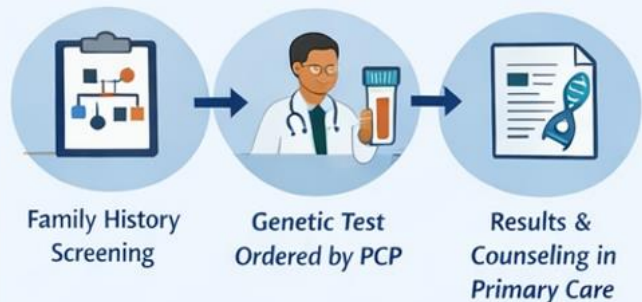 Family History
Screening
Genetic Test
Ordered by PCP
Results &
Counseling in
Primary Care